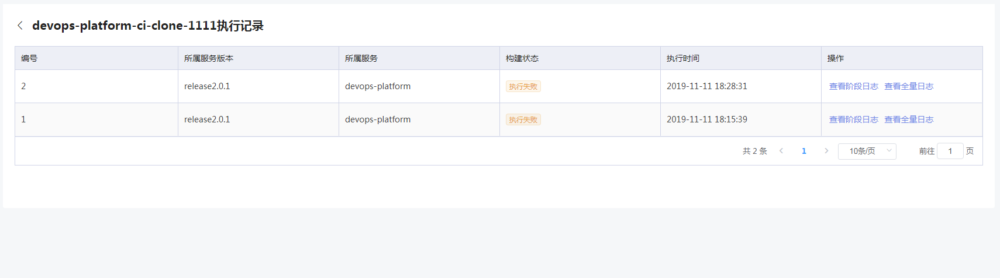 devops-platform-ci-clone-1111执行记录
编号 所属服务版本 所属服务 构建状态 执行时间 操作
2 release2.0.1 devops-platform 执行失败 2019-11-11 18:28:31 查看阶段日志 查看全量日志
1 release2.0.1 devops-platform 执行失败 2019-11-11 18:15:39 查看阶段日志 查看全量日志
共 2 条 1 10条/页 前往 1 页